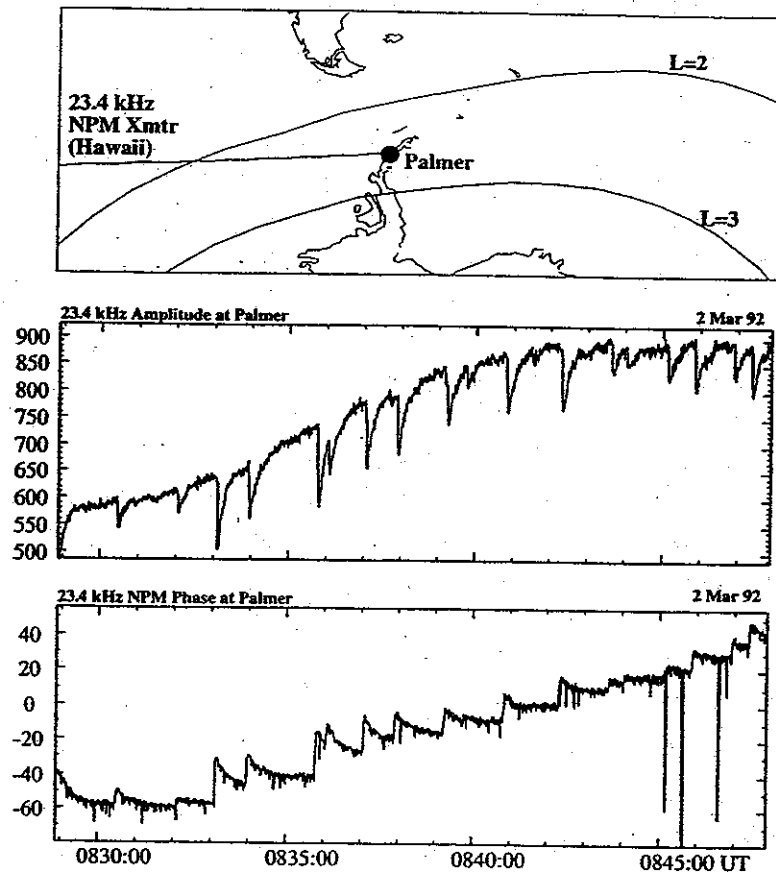 L=2
23.4 kHz
NPM Xmtr
(Hawaii)
Palmer
L=3
23.4 kHz Amplitude at Palmer 2 Mar 92
900
850
800
750
700
650
600
550
500
23.4 kHz NPM Phase at Palmer 2 Mar 92
40
20
0
-20
-40
-60
0830:00 0835:00 0840:00 0845:00 UT